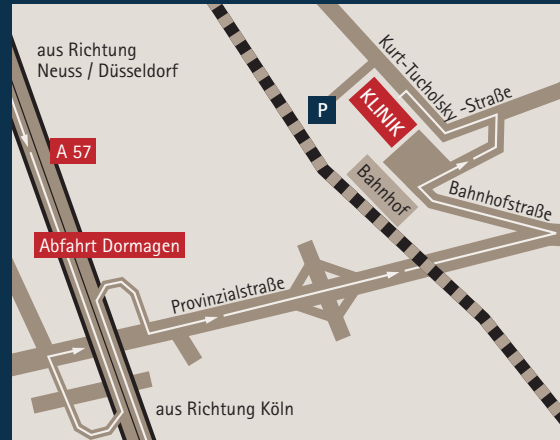 aus Richtung
Neuss / Düsseldorf
Kurt-Tucholsky
-Straße
P
KLINIK
A 57
Bahnhof
Bahnhofstraße
Abfahrt Dormagen
Provinzialstraße
aus Richtung Köln